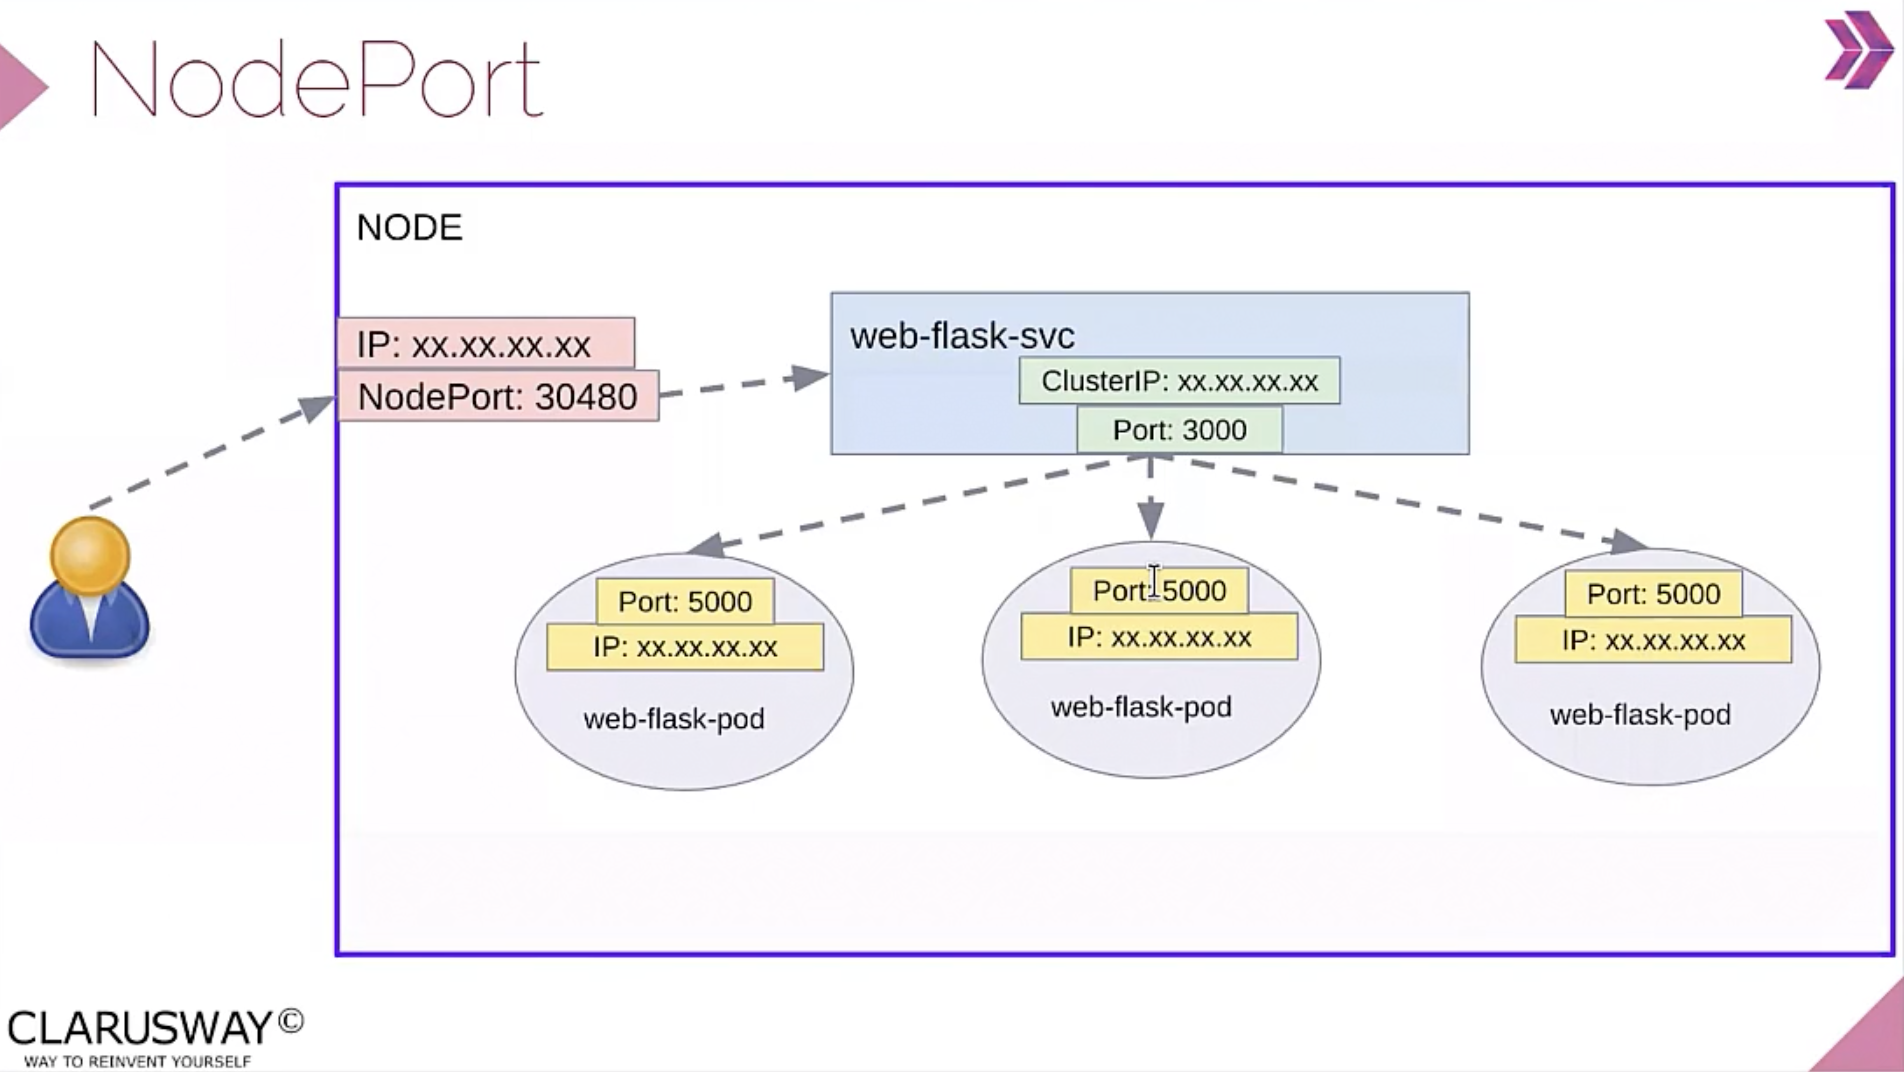 NodePort
NODE
IP: xx.xx.xx.xx
NodePort: 30480
web-flask-svc
ClusterIP: xx.xx.xx.xx
Port: 3000
Port: 5000
IP: xx.xx.xx.xx
web-flask-pod
Port: 5000
IP: xx.xx.xx.xx
web-flask-pod
Port: 5000
IP: xx.xx.xx.xx
web-flask-pod
CLARUSWAY©
WAY TO REINVENT YOURSELF